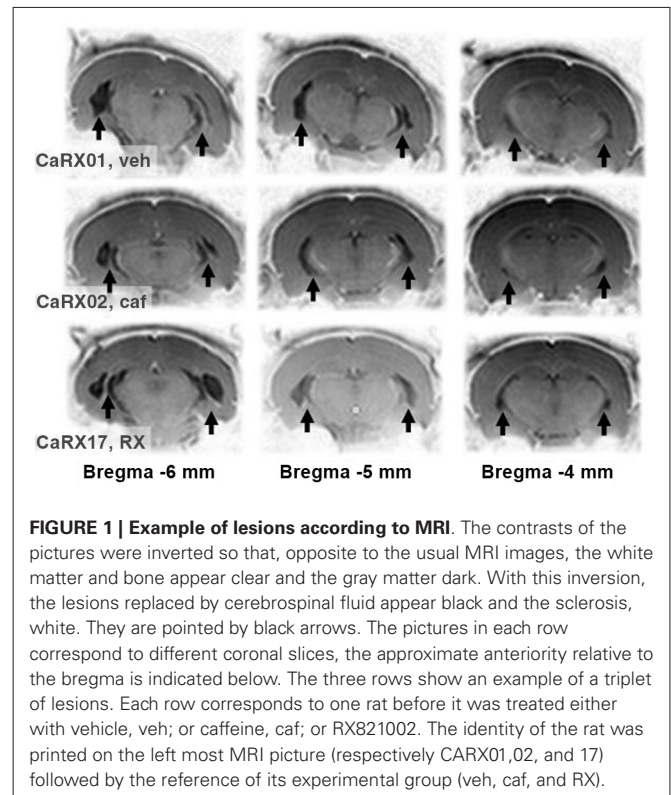 CaRX01, veh
CaRX02, caf
CaRX17, RX
Bregma -6 mm Bregma -5 mm Bregma -4 mm
FIGURE 1 | Example of lesions according to MRI. The contrasts of the
pictures were inverted so that, opposite to the usual MRI images, the white
matter and bone appear clear and the gray matter dark. With this inversion,
the lesions replaced by cerebrospinal fluid appear black and the sclerosis,
white. They are pointed by black arrows. The pictures in each row
correspond to different coronal slices, the approximate anteriority relative to
the bregma is indicated below. The three rows show an example of a triplet
of lesions. Each row corresponds to one rat before it was treated either
with vehicle, veh; or caffeine, caf; or RX821002. The identity of the rat was
printed on the left most MRI picture (respectively CARX01,02, and 17)
followed by the reference of its experimental group (veh, caf, and RX).